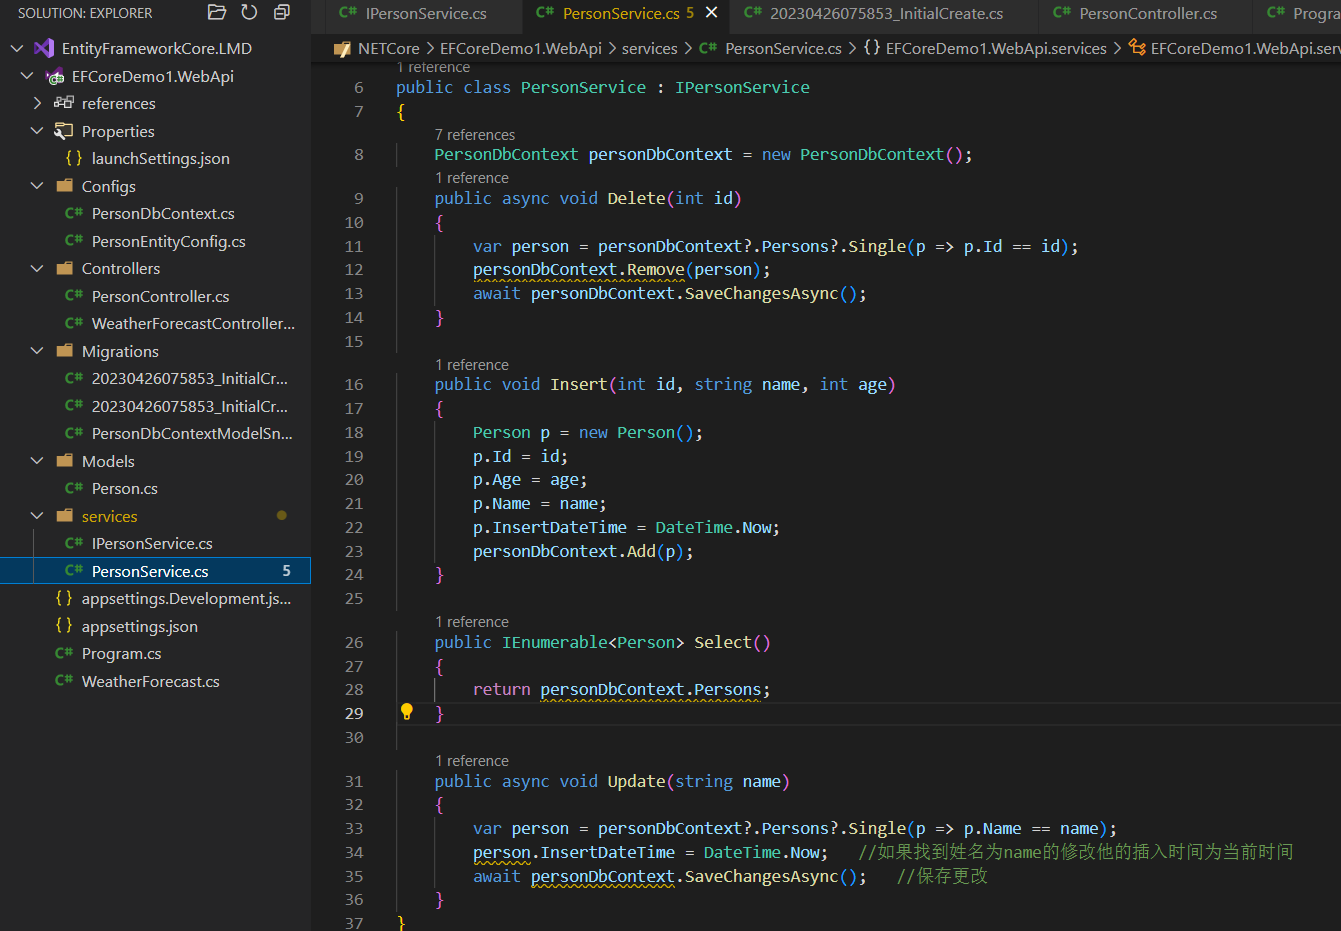 SOLUTION: EXPLORER
EntityFrameworkCore.LMD
EFCoreDemo1.WebApi
references
Properties
{} launchSettings.json
Configs
C# PersonDbContext.cs
C# PersonEntityConfig.cs
Controllers
C# PersonController.cs
C# WeatherForecastController...
Migrations
C# 20230426075853_InitialCr...
C# 20230426075853_InitialCr...
C# PersonDbContextModelSn...
Models
C# Person.cs
services
C# IPersonService.cs
C# PersonService.cs 5
{} appsettings.Development.js...
{} appsettings.json
C# Program.cs
C# WeatherForecast.cs
C# IPersonService.cs C# PersonService.cs 5 C# 20230426075853_InitialCreate.cs C# PersonController.cs C# Progra
NETCore > EFCoreDemo1.WebApi > services > C# PersonService.cs > {} EFCoreDemo1.WebApi.services > EFCoreDemo1.WebApi.serv
1 reference
6 public class PersonService : IPersonService
7 {
7 references
8 PersonDbContext personDbContext = new PersonDbContext();
1 reference
9 public async void Delete(int id)
10 {
11 var person = personDbContext?.Persons?.Single(p => p.Id == id);
12 personDbContext.Remove(person);
13 await personDbContext.SaveChangesAsync();
14 }
15
1 reference
16 public void Insert(int id, string name, int age)
17 {
18 Person p = new Person();
19 p.Id = id;
20 p.Age = age;
21 p.Name = name;
22 p.InsertDateTime = DateTime.Now;
23 personDbContext.Add(p);
24 }
25
1 reference
26 public IEnumerable<Person> Select()
27 {
28 return personDbContext.Persons;
29 }
30
1 reference
31 public async void Update(string name)
32 {
33 var person = personDbContext?.Persons?.Single(p => p.Name == name);
34 person.InsertDateTime = DateTime.Now; //如果找到姓名为name的修改他的插入时间为当前时间
35 await personDbContext.SaveChangesAsync(); //保存更改
36 }
37 }